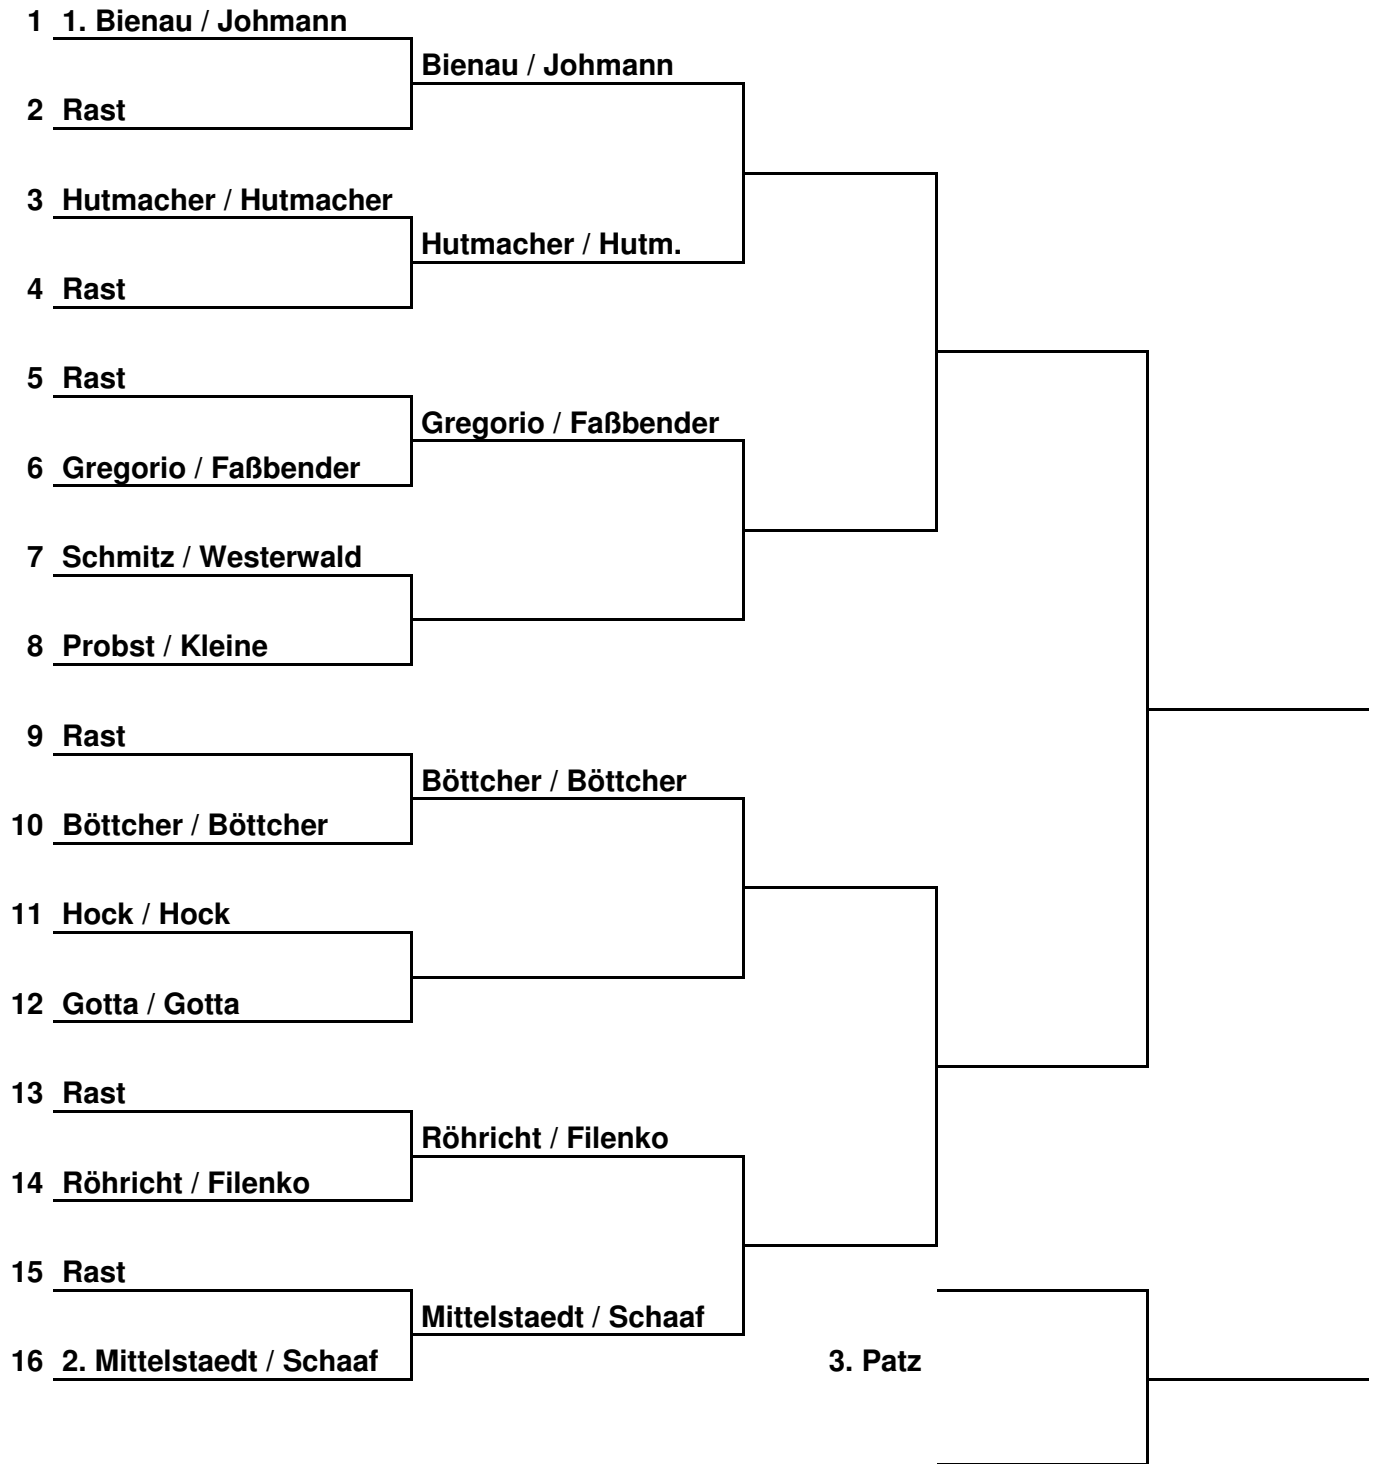 1 1. Bienau / Johmann
Bienau / Johmann
2 Rast
3 Hutmacher / Hutmacher
Hutmacher / Hutm.
4 Rast
5 Rast
Gregorio / Faßbender
6 Gregorio / Faßbender
7 Schmitz / Westerwald
8 Probst / Kleine
9 Rast
Böttcher / Böttcher
10 Böttcher / Böttcher
11 Hock / Hock
12 Gotta / Gotta
13 Rast
Röhricht / Filenko
14 Röhricht / Filenko
15 Rast
Mittelstaedt / Schaaf
16 2. Mittelstaedt / Schaaf
3. Patz